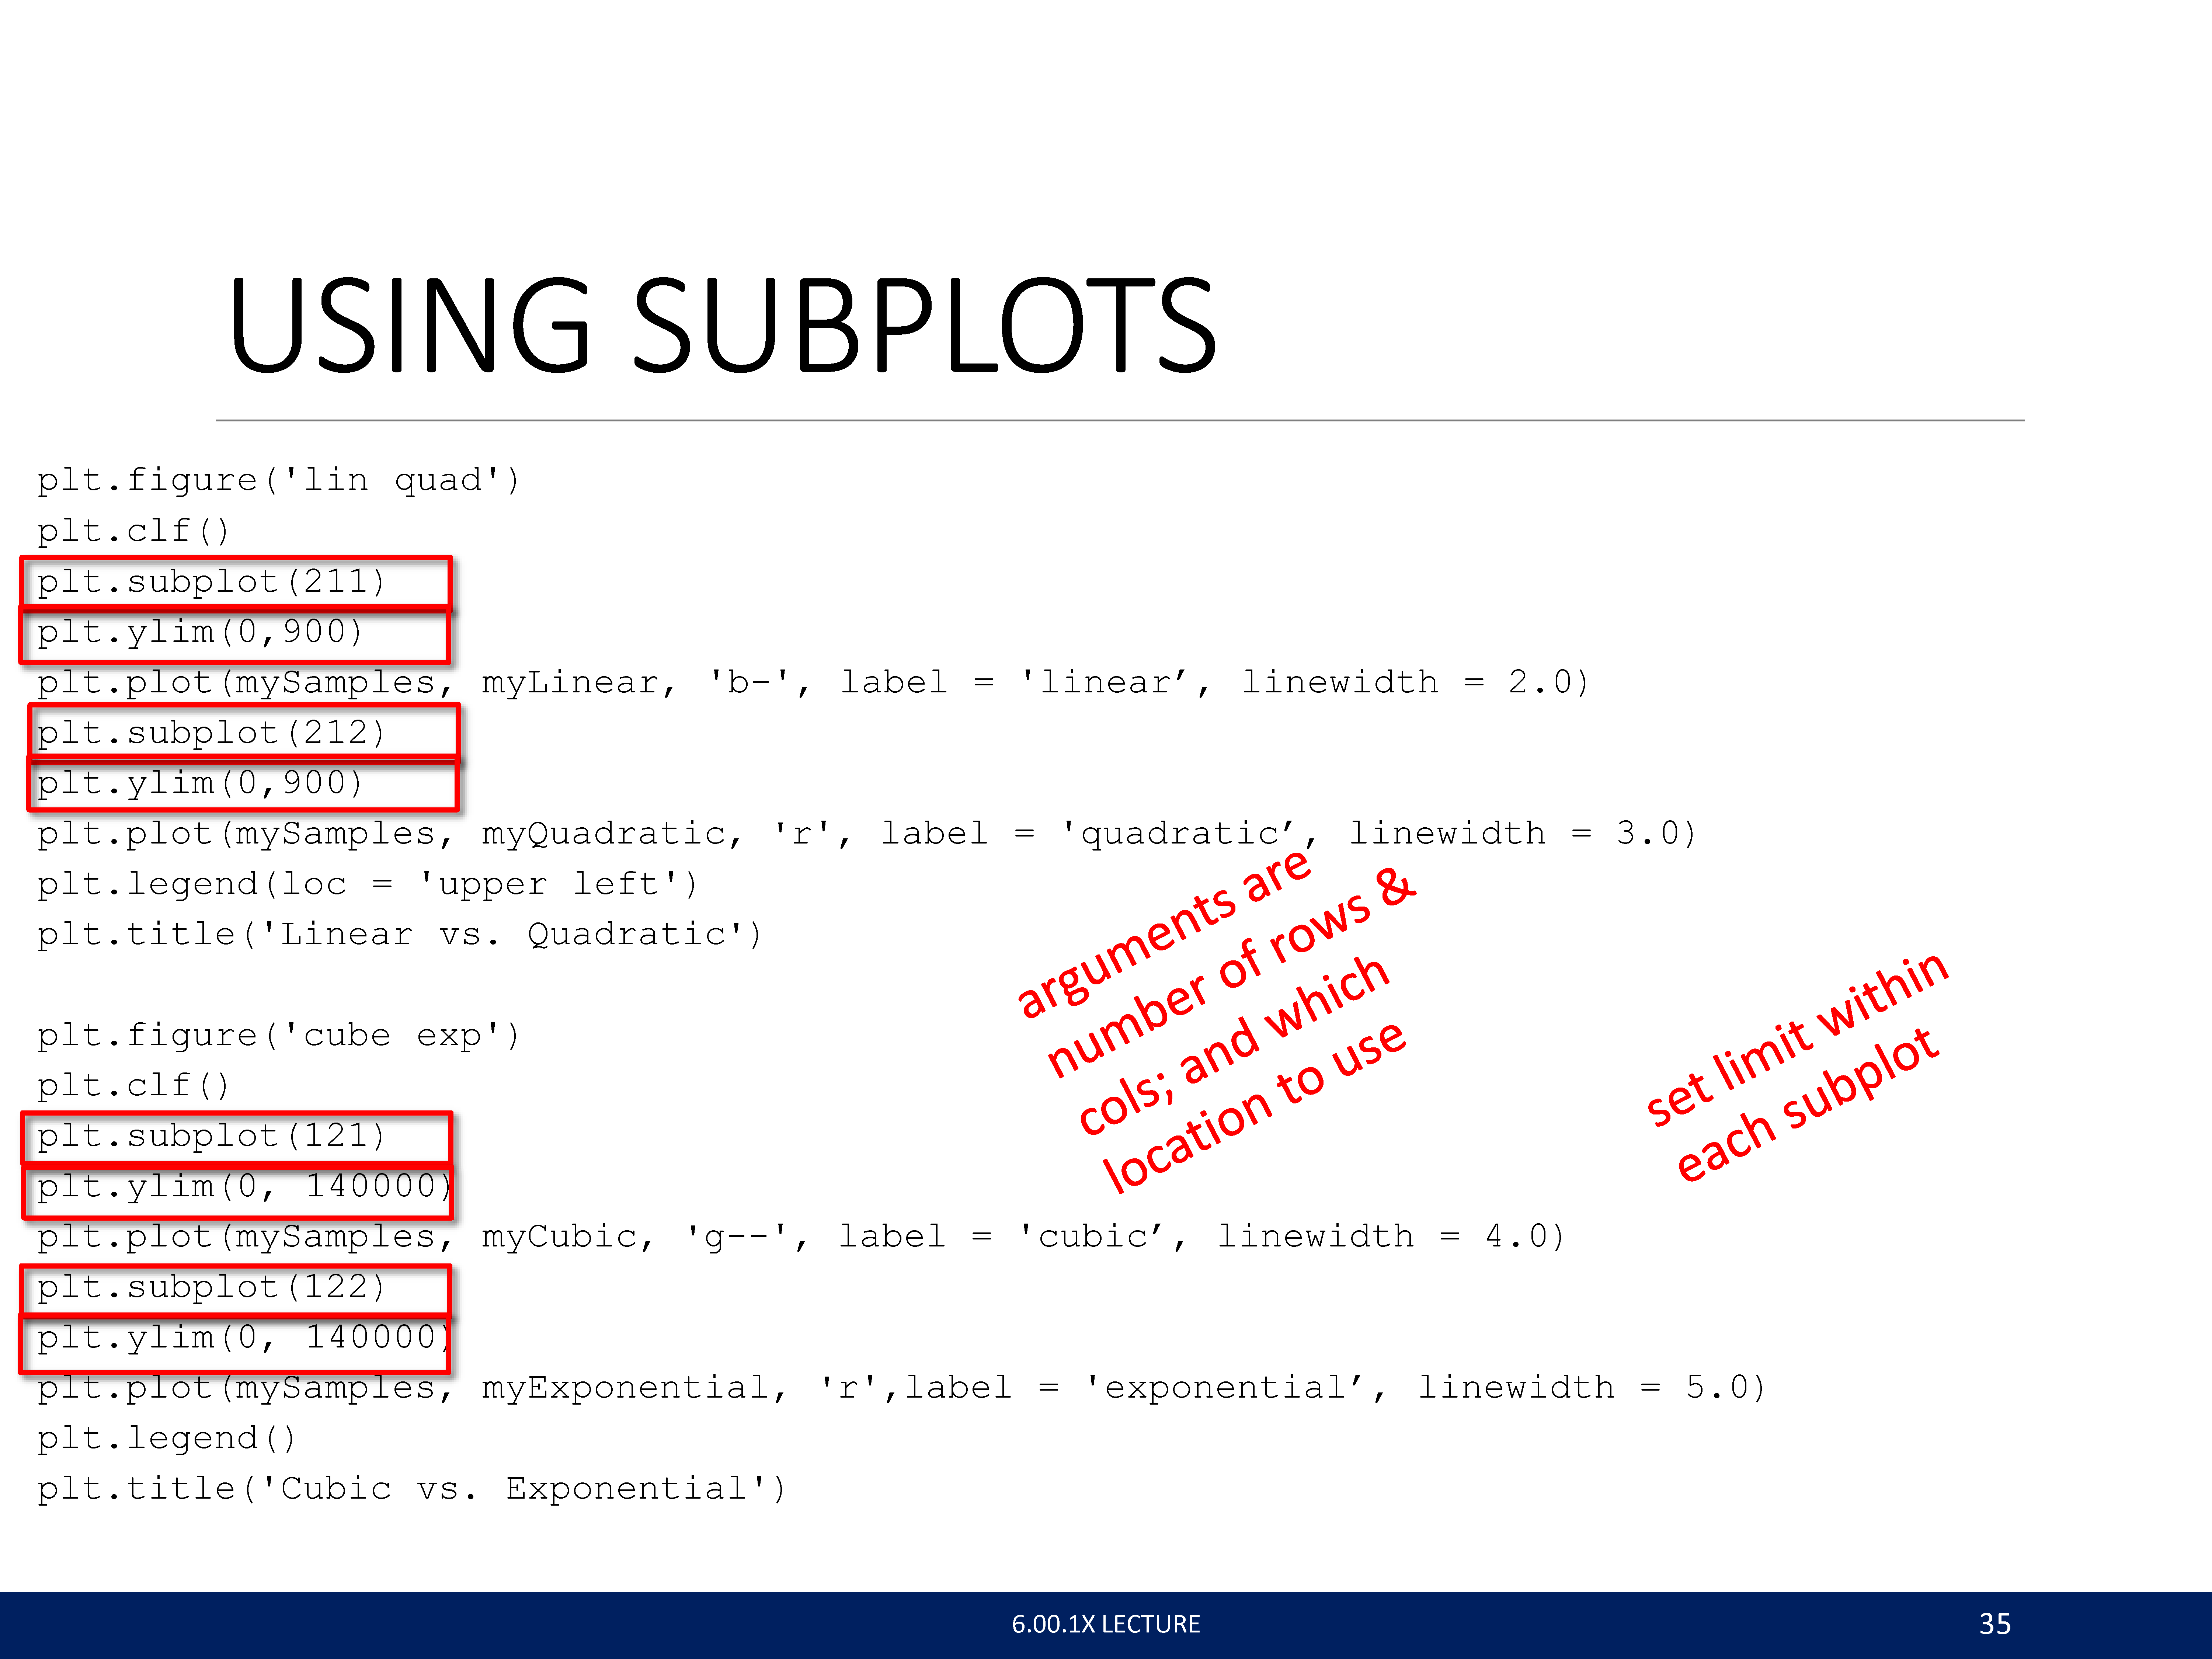 USING SUBPLOTS
plt.figure('lin quad')
plt.clf()
plt.subplot(211)
plt.ylim(0,900)
plt.plot(mySamples, myLinear, 'b-', label = 'linear’, linewidth = 2.0)
plt.subplot(212)
plt.ylim(0,900)
plt.plot(mySamples, myQuadratic, 'r', label = 'quadratic’, linewidth = 3.0)
plt.legend(loc = 'upper left')
plt.title('Linear vs. Quadratic')
plt.figure('cube exp')
plt.clf()
plt.subplot(121)
plt.ylim(0, 140000)
plt.plot(mySamples, myCubic, 'g--', label = 'cubic’, linewidth = 4.0)
plt.subplot(122)
plt.ylim(0, 140000)
plt.plot(mySamples, myExponential, 'r',label = 'exponential’, linewidth = 5.0)
plt.legend()
plt.title('Cubic vs. Exponential')
arguments are
number of rows &
cols; and which
location to use
set limit within
each subplot
6.00.1X LECTURE
35